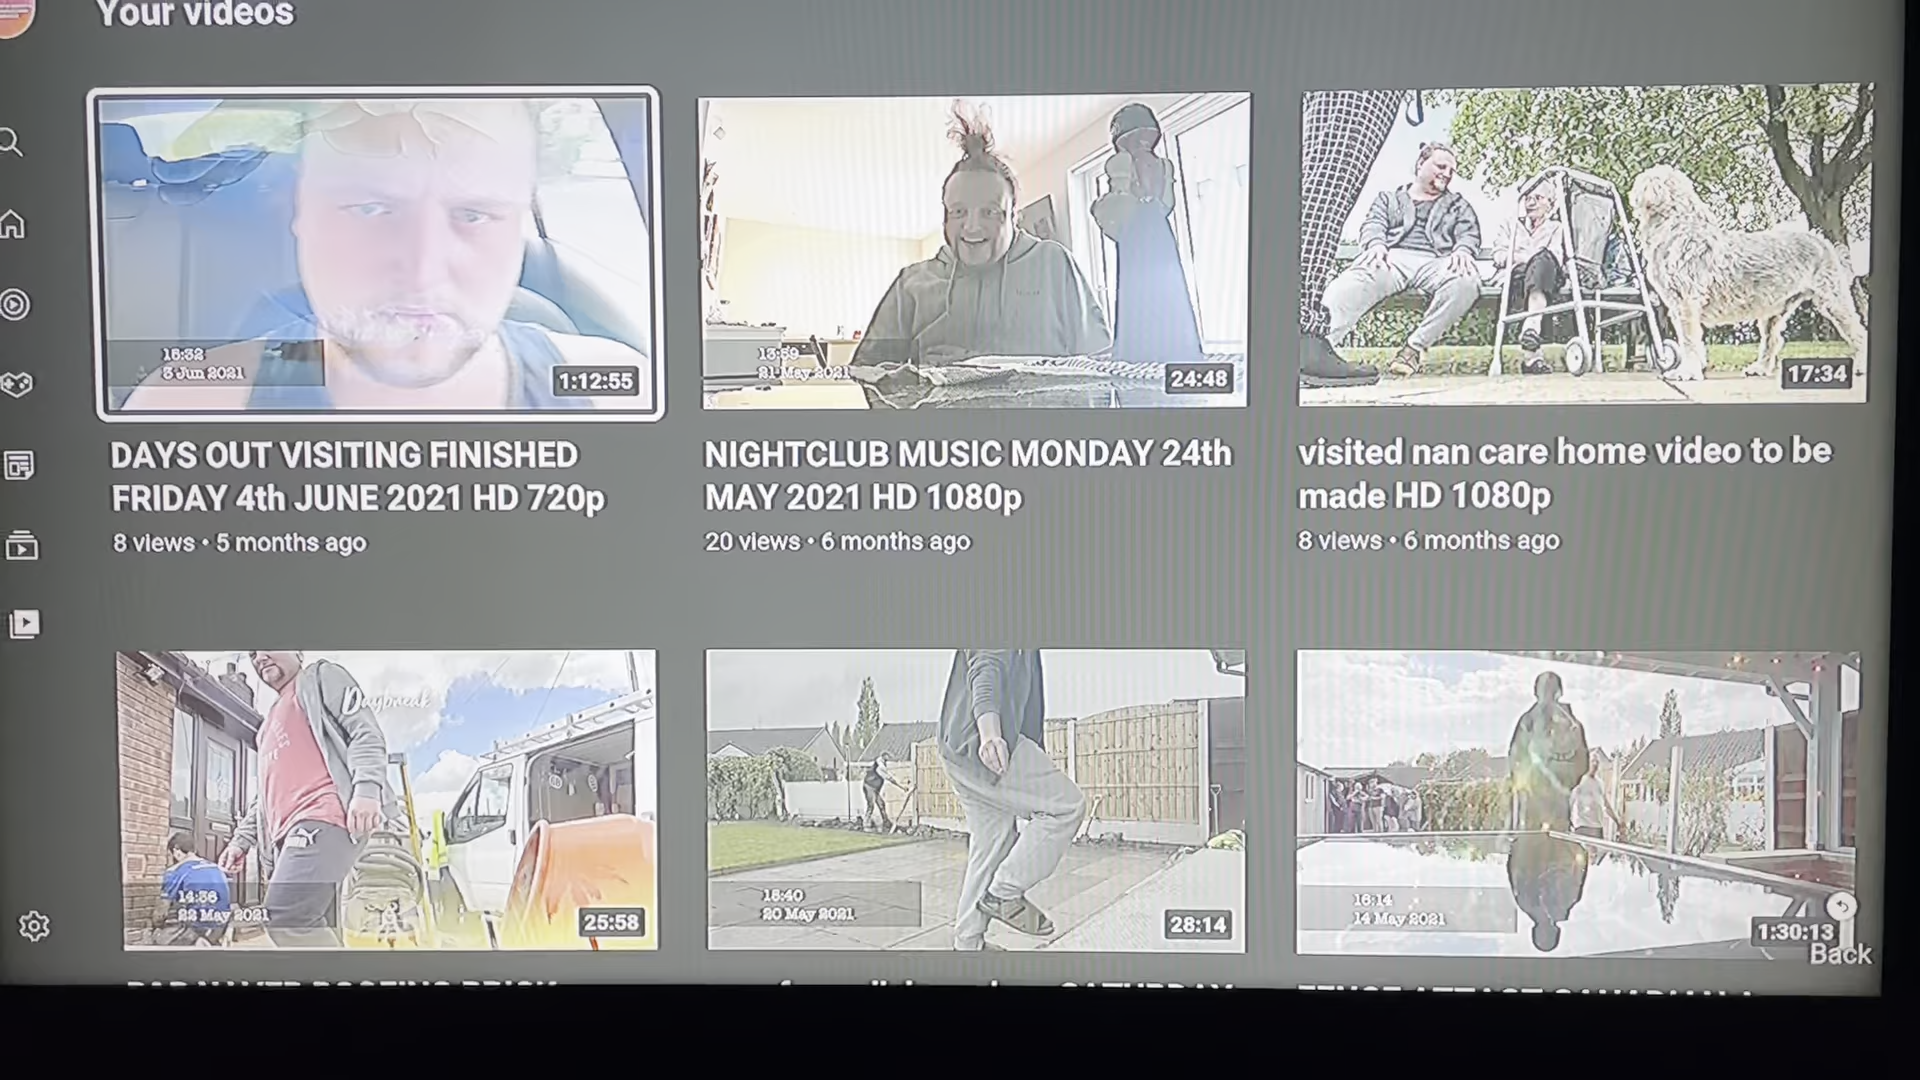 Your videos
16:32
3 Jun 2021
1:12:55
13:59
21 May 2021
24:48
17:34
DAYS OUT VISITING FINISHED
FRIDAY 4th JUNE 2021 HD 720p
8 views • 5 months ago
NIGHTCLUB MUSIC MONDAY 24th
MAY 2021 HD 1080p
20 views • 6 months ago
visited nan care home video to be
made HD 1080p
8 views • 6 months ago
Daybreak
14:36
22 May 2021
25:58
15:40
20 May 2021
28:14
16:14
14 May 2021
1:30:13
Back